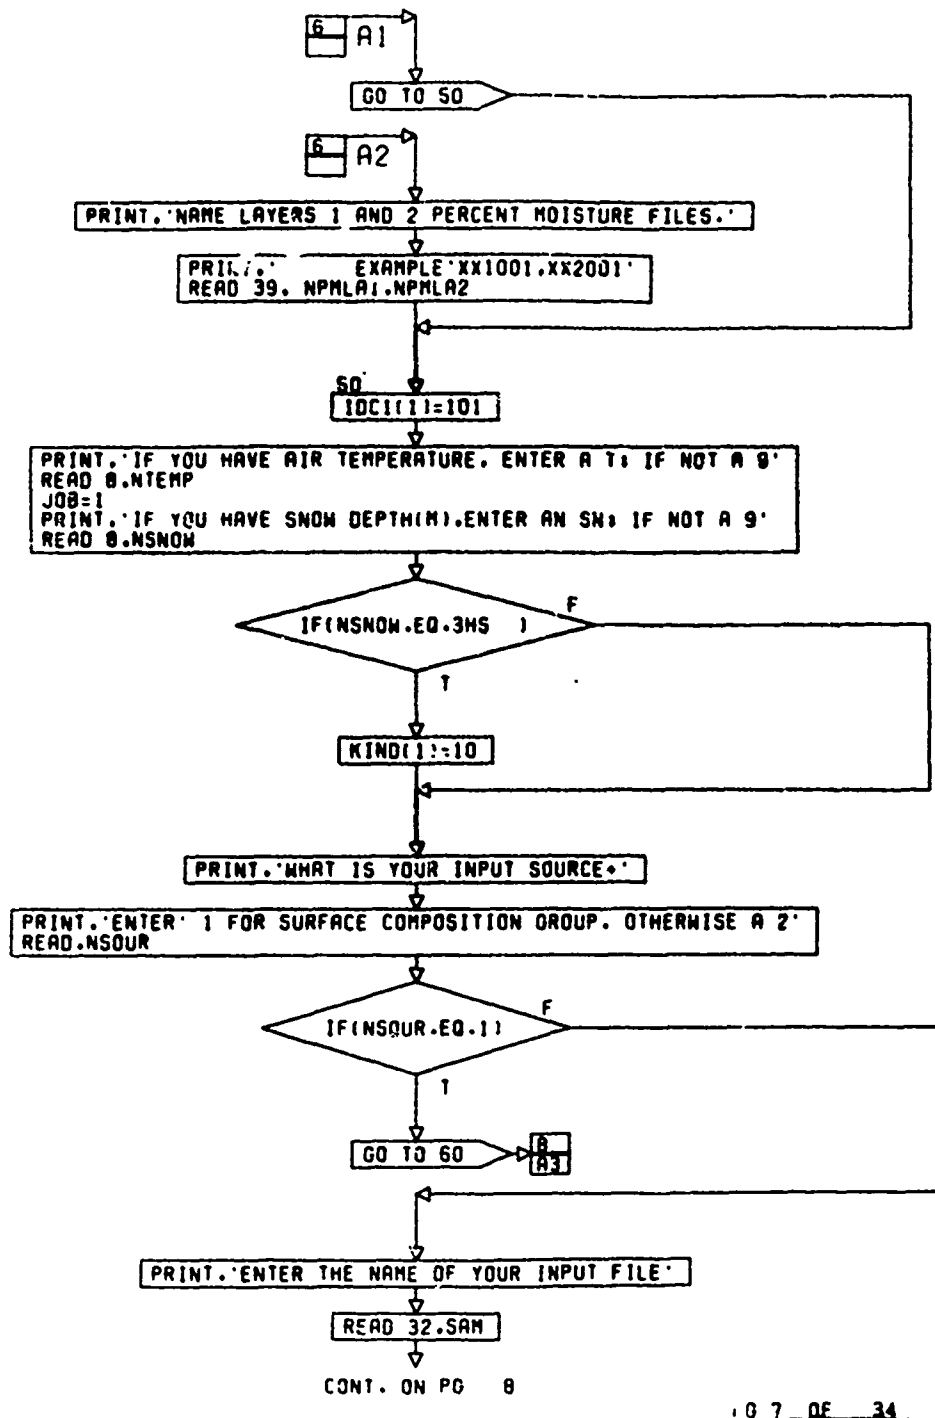 6 A1
GO TO 50
6 A2
PRINT,'NAME LAYERS 1 AND 2 PERCENT MOISTURE FILES.'
EXAMPLE'XX1001,XX2001'
READ 39, NPMLA1,NPMLA2
50
IOCI(1)=101
PRINT,'IF YOU HAVE AIR TEMPERATURE, ENTER A T; IF NOT A 9'
READ 8,NTEMP
JOB=1
PRINT,'IF YOU HAVE SNOW DEPTH(M),ENTER AN SN; IF NOT A 9'
READ 8,NSNOW
F
IF(NSNOW.EQ.3HS )
T
KIND(1)=10
PRINT,'WHAT IS YOUR INPUT SOURCE+'
PRINT,'ENTER' 1 FOR SURFACE COMPOSITION GROUP, OTHERWISE A 2'
READ,NSOUR
F
IF(NSOUR.EQ.1)
T
GO TO 60
8
A3
PRINT,'ENTER THE NAME OF YOUR INPUT FILE'
READ 32,SAM
CONT. ON PG 8
7 OF 34